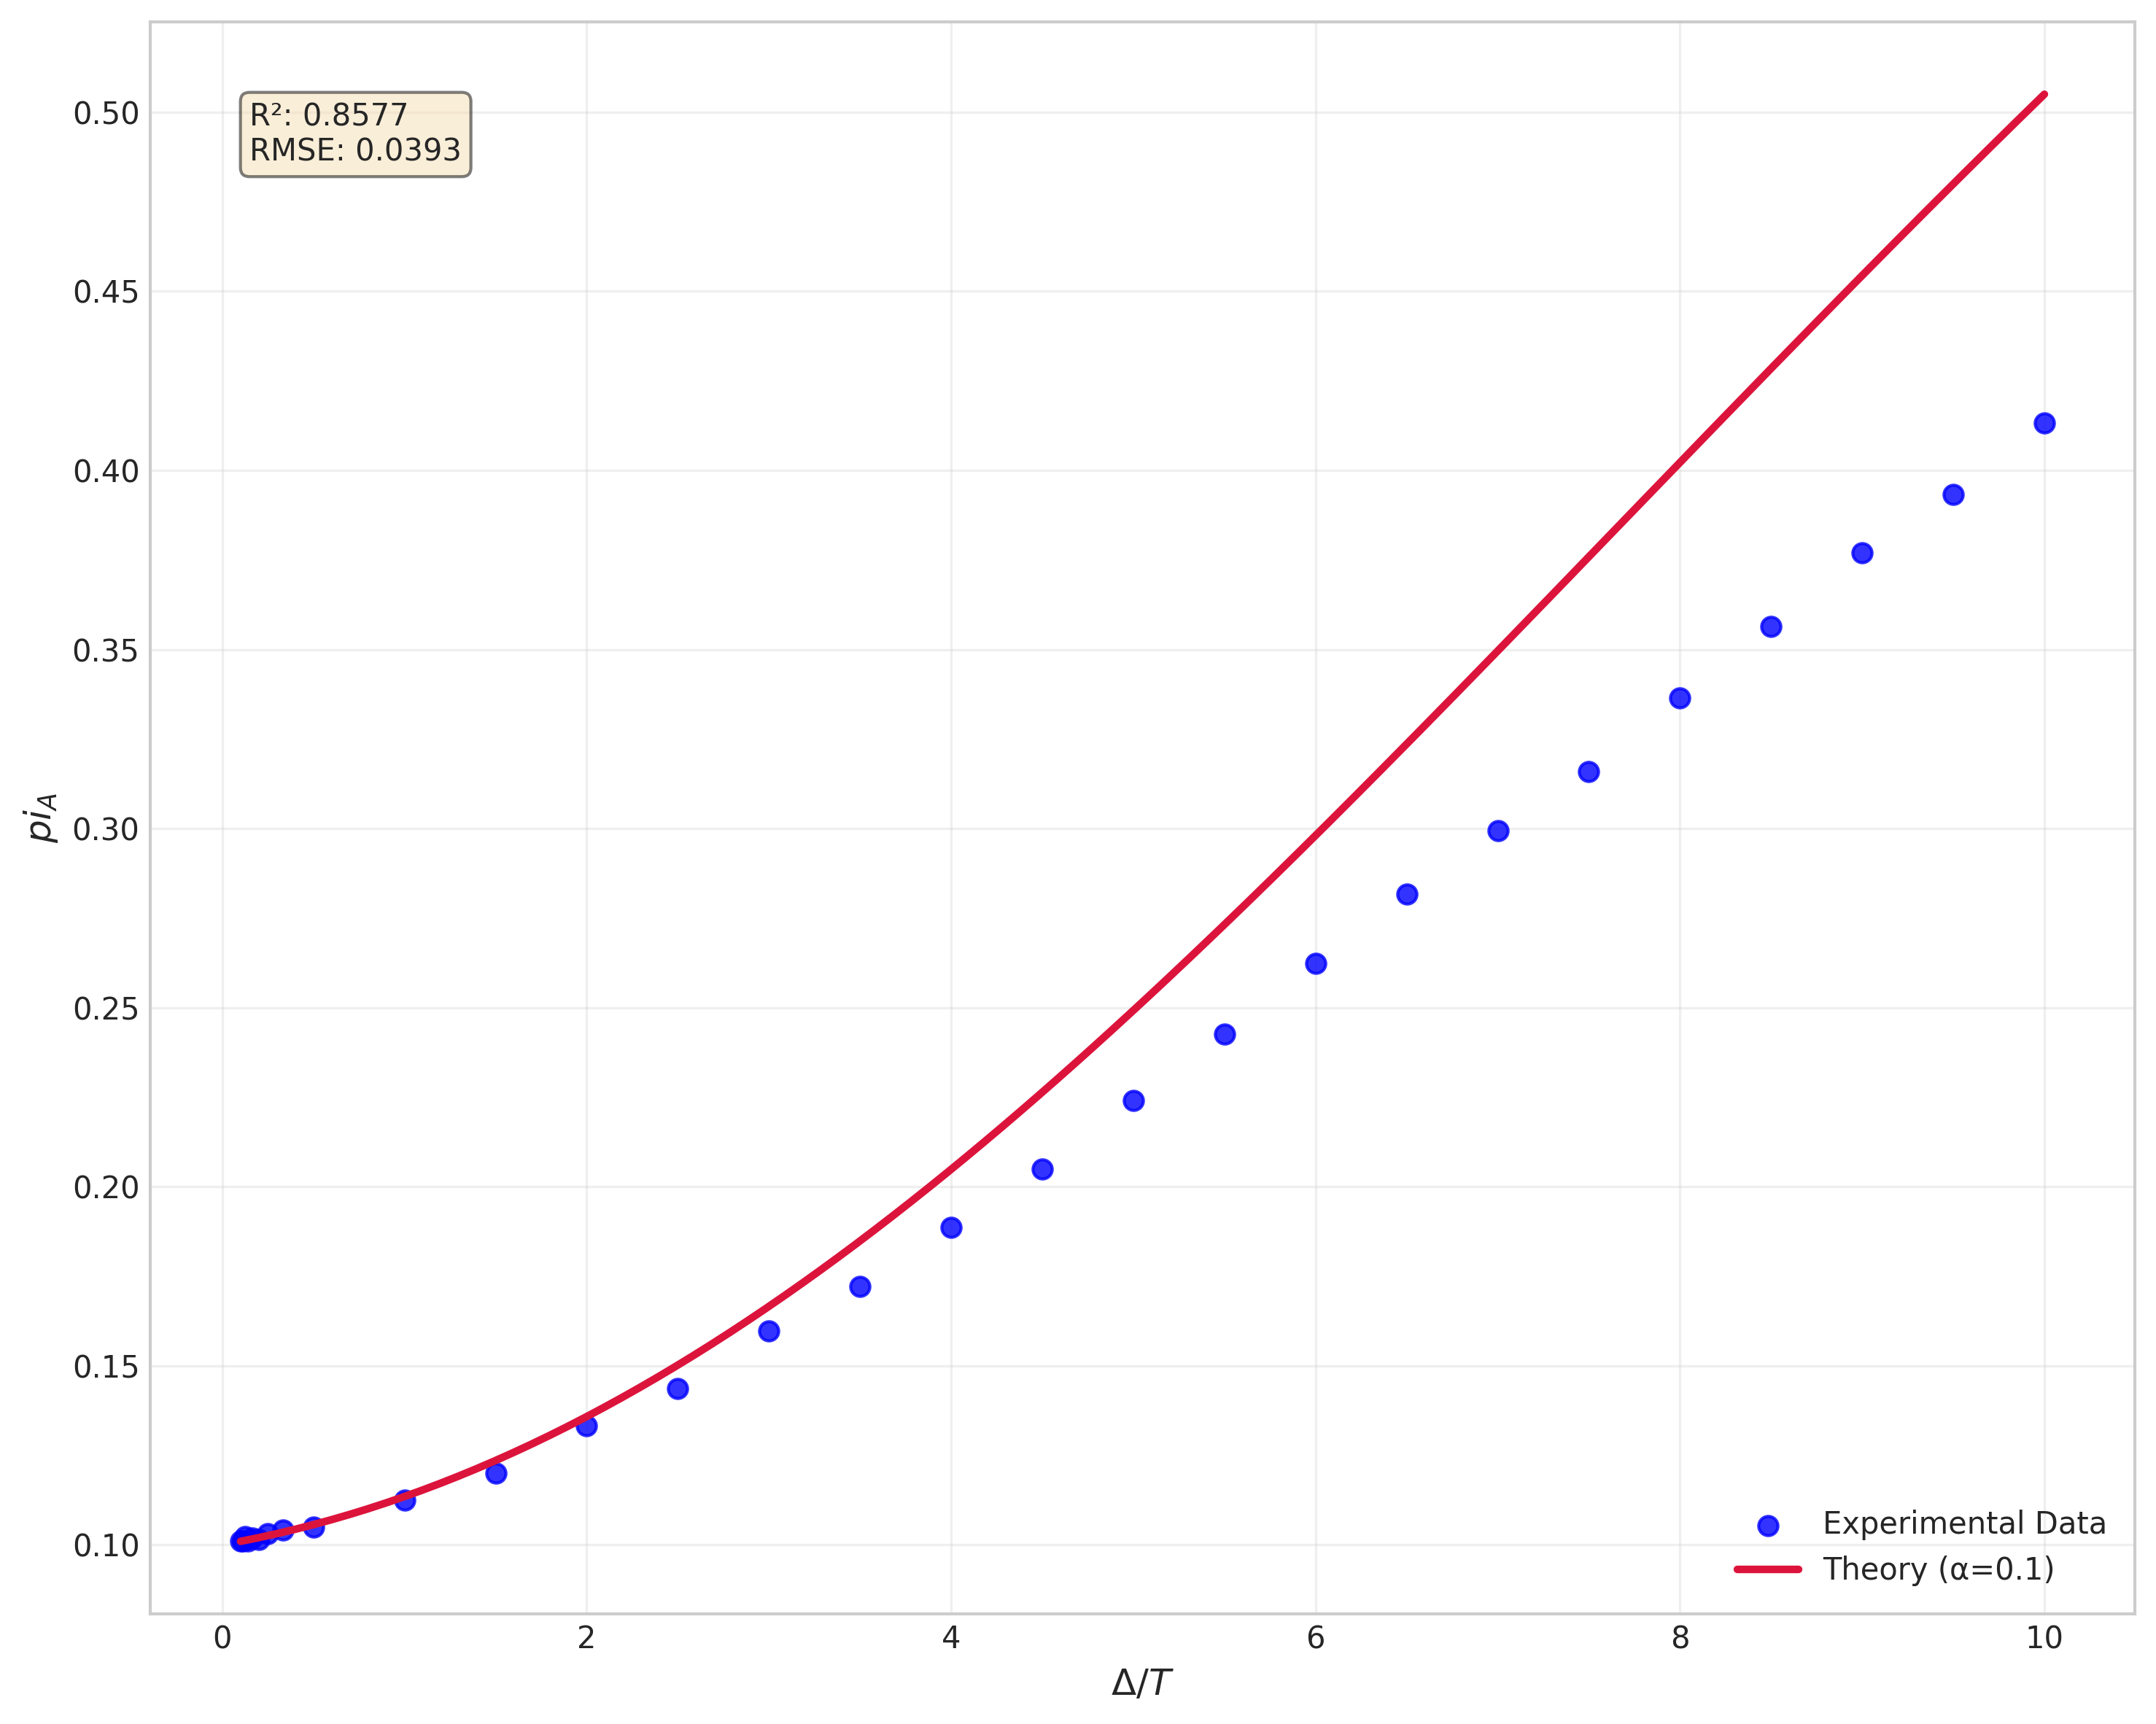 R²: 0.8577
RMSE: 0.0393
0.50
0.45
0.40
0.35
0.30
0.25
0.20
0.15
0.10
pi_A
0 2 4 6 8 10
Δ/T
Experimental Data
Theory (α=0.1)